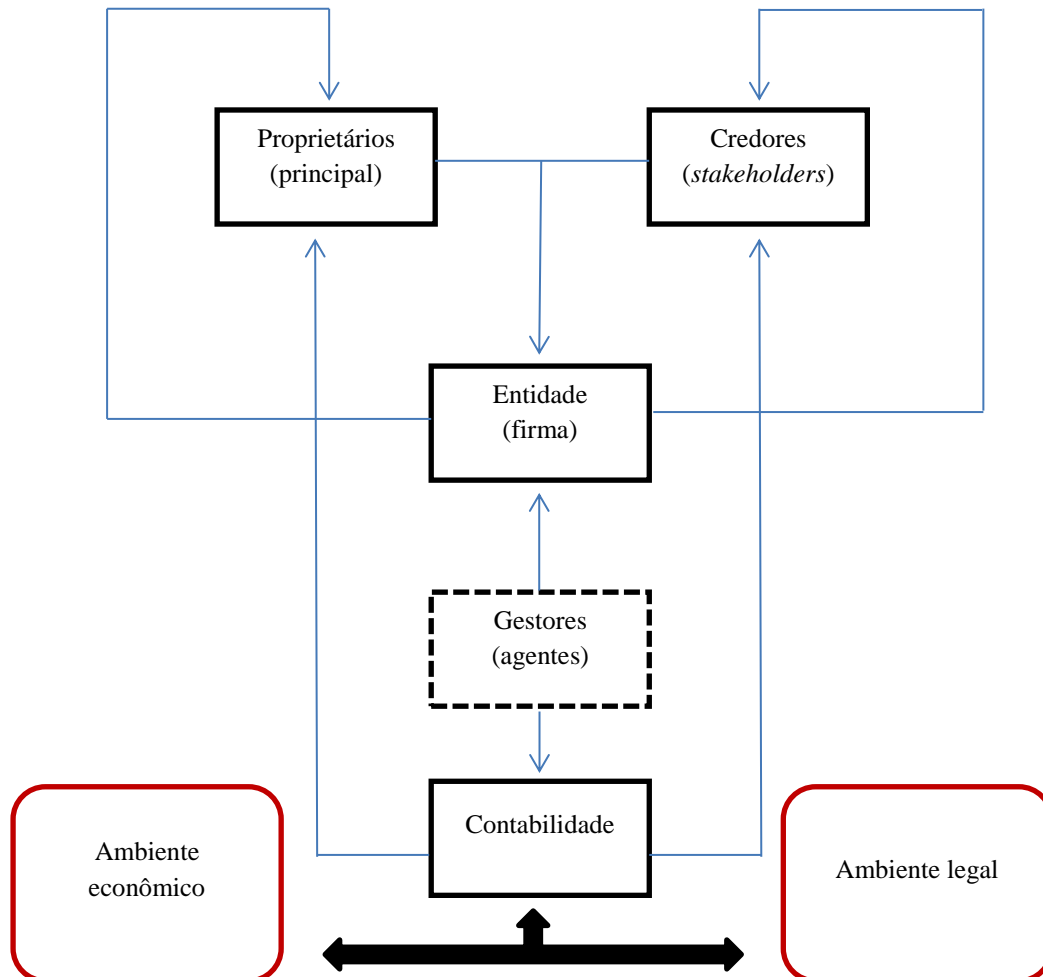 Proprietários
(principal)
Credores
(stakeholders)
Entidade
(firma)
Gestores
(agentes)
Contabilidade
Ambiente
econômico
Ambiente legal